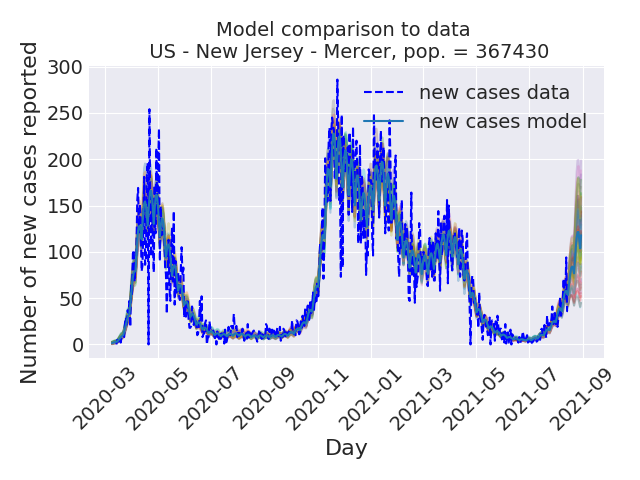 Model comparison to data
US - New Jersey - Mercer, pop. = 367430
Number of new cases reported
300
250
200
150
100
50
0
new cases data
new cases model
2020-03
2020-05
2020-07
2020-09
2020-11
2021-01
2021-03
2021-05
2021-07
2021-09
Day